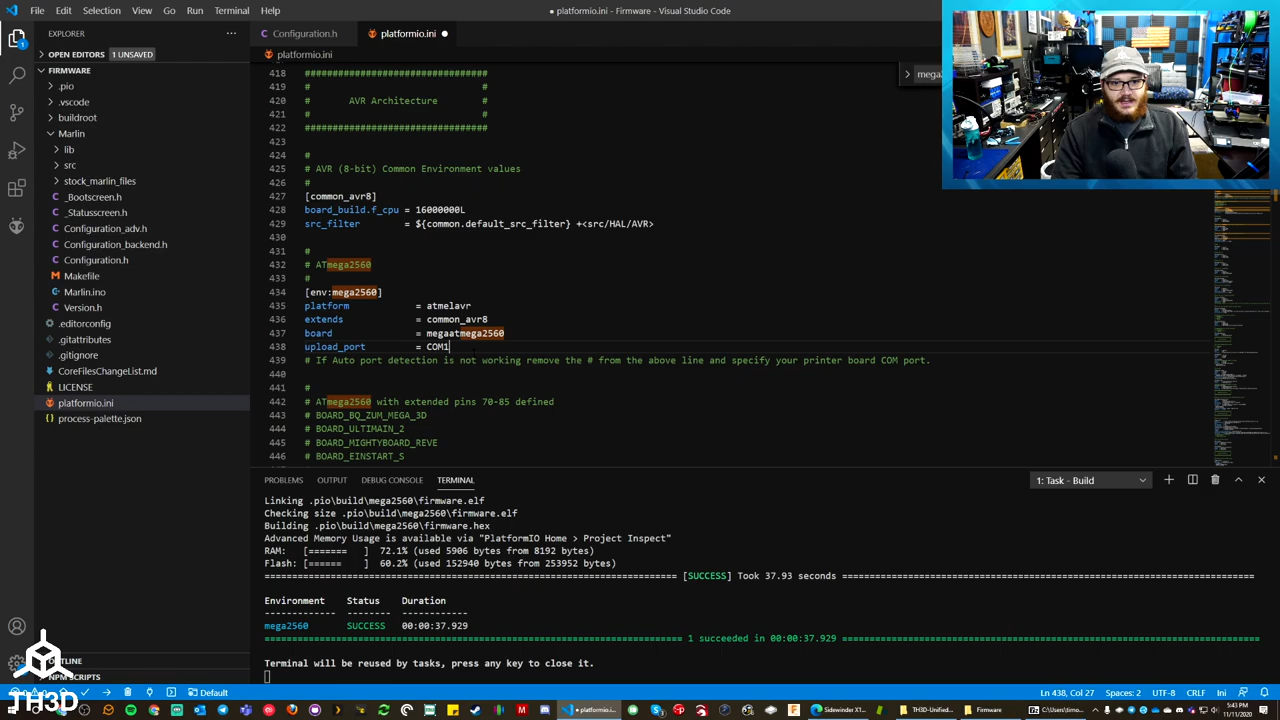 File Edit Selection View Go Run Terminal Help
● platformio.ini - Firmware - Visual Studio Code
EXPLORER
OPEN EDITORS 1 UNSAVED
FIRMWARE
.pio
.vscode
buildroot
Marlin
lib
src
stock_marlin_files
_Bootscreen.h
_Statusscreen.h
Configuration_adv.h
Configuration_backend.h
Configuration.h
Makefile
Marlin.ino
Version.h
.editorconfig
.gitattributes
.gitignore
CoreFilesChangeList.md
LICENSE
platformio.ini
process-palette.json
OUTLINE
NPM SCRIPTS
Configuration.h platformio.ini
platformio.ini
mega
418 ################################
419 # #
420 # AVR Architecture #
421 # #
422 ################################
423
424 #
425 # AVR (8-bit) Common Environment values
426 #
427 [common_avr8]
428 board_build.f_cpu = 16000000L
429 src_filter = ${common.default_src_filter} +<src/HAL/AVR>
430
431 #
432 # ATmega2560
433 #
434 [env:mega2560]
435 platform = atmelavr
436 extends = common_avr8
437 board = megaatmega2560
438 upload_port = COM1
439 # If Auto port detection is not working remove the # from the above line and specify your printer board COM port.
440
441 #
442 # ATmega2560 with extended pins 70-85 defined
443 # BOARD_BQ_ZUM_MEGA_3D
444 # BOARD_ULTIMAIN_2
445 # BOARD_MIGHTYBOARD_REVE
446 # BOARD_EINSTART_S
PROBLEMS OUTPUT DEBUG CONSOLE TERMINAL
1: Task - Build
Linking .pio\build\mega2560\firmware.elf
Checking size .pio\build\mega2560\firmware.elf
Building .pio\build\mega2560\firmware.hex
Advanced Memory Usage is available via "PlatformIO Home > Project Inspect"
RAM: [======= ] 72.1% (used 5906 bytes from 8192 bytes)
Flash: [====== ] 60.2% (used 152940 bytes from 253952 bytes)
[SUCCESS] Took 37.93 seconds
Environment Status Duration
mega2560 SUCCESS 00:00:37.929
1 succeeded in 00:00:37.929
Terminal will be reused by tasks, press any key to close it.
TH3D
Default
Ln 438, Col 27 Spaces: 2 UTF-8 CRLF Ini
● platformio.ini - F...
Sidewinder X1...
TH3D-Unified...
Firmware
C:\Users\timo...
5:43 PM
11/11/2020